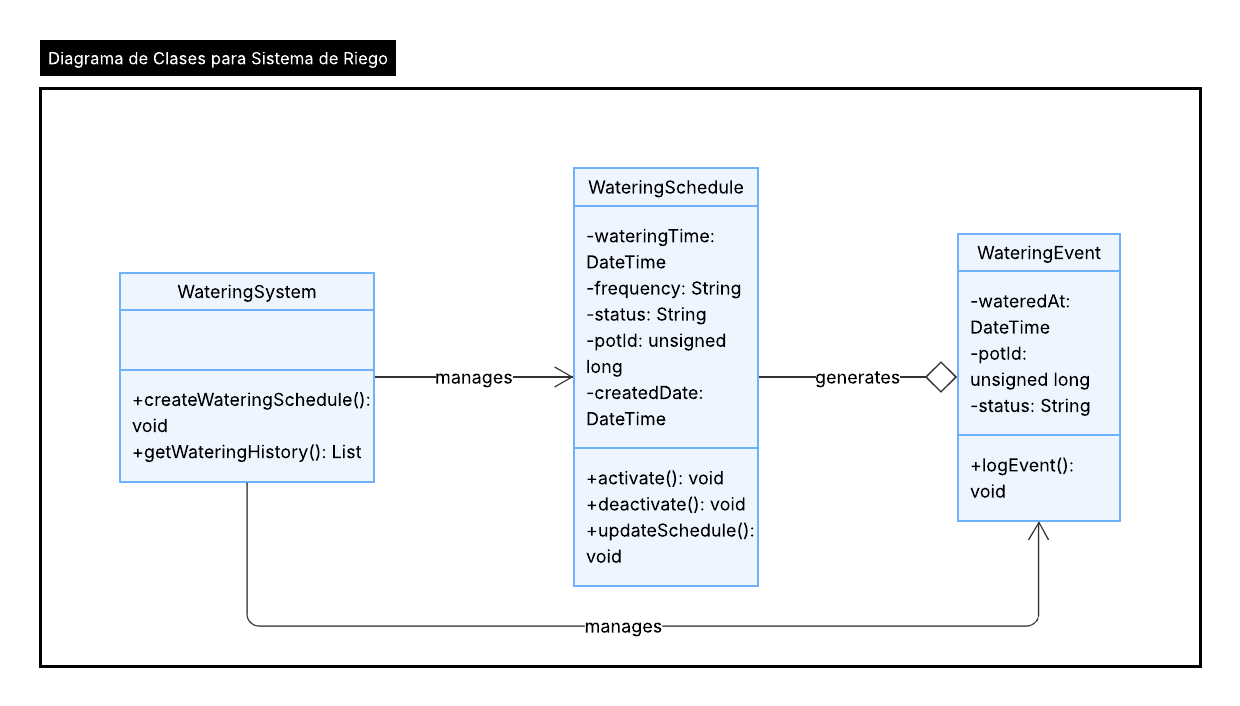 Diagrama de Clases para Sistema de Riego
WateringSystem
+createWateringSchedule():
void
+getWateringHistory(): List
manages
WateringSchedule
-wateringTime:
DateTime
-frequency: String
-status: String
-potId: unsigned
long
-createdDate:
DateTime
+activate(): void
+deactivate(): void
+updateSchedule():
void
generates
WateringEvent
-wateredAt:
DateTime
-potId:
unsigned long
-status: String
+logEvent():
void
manages